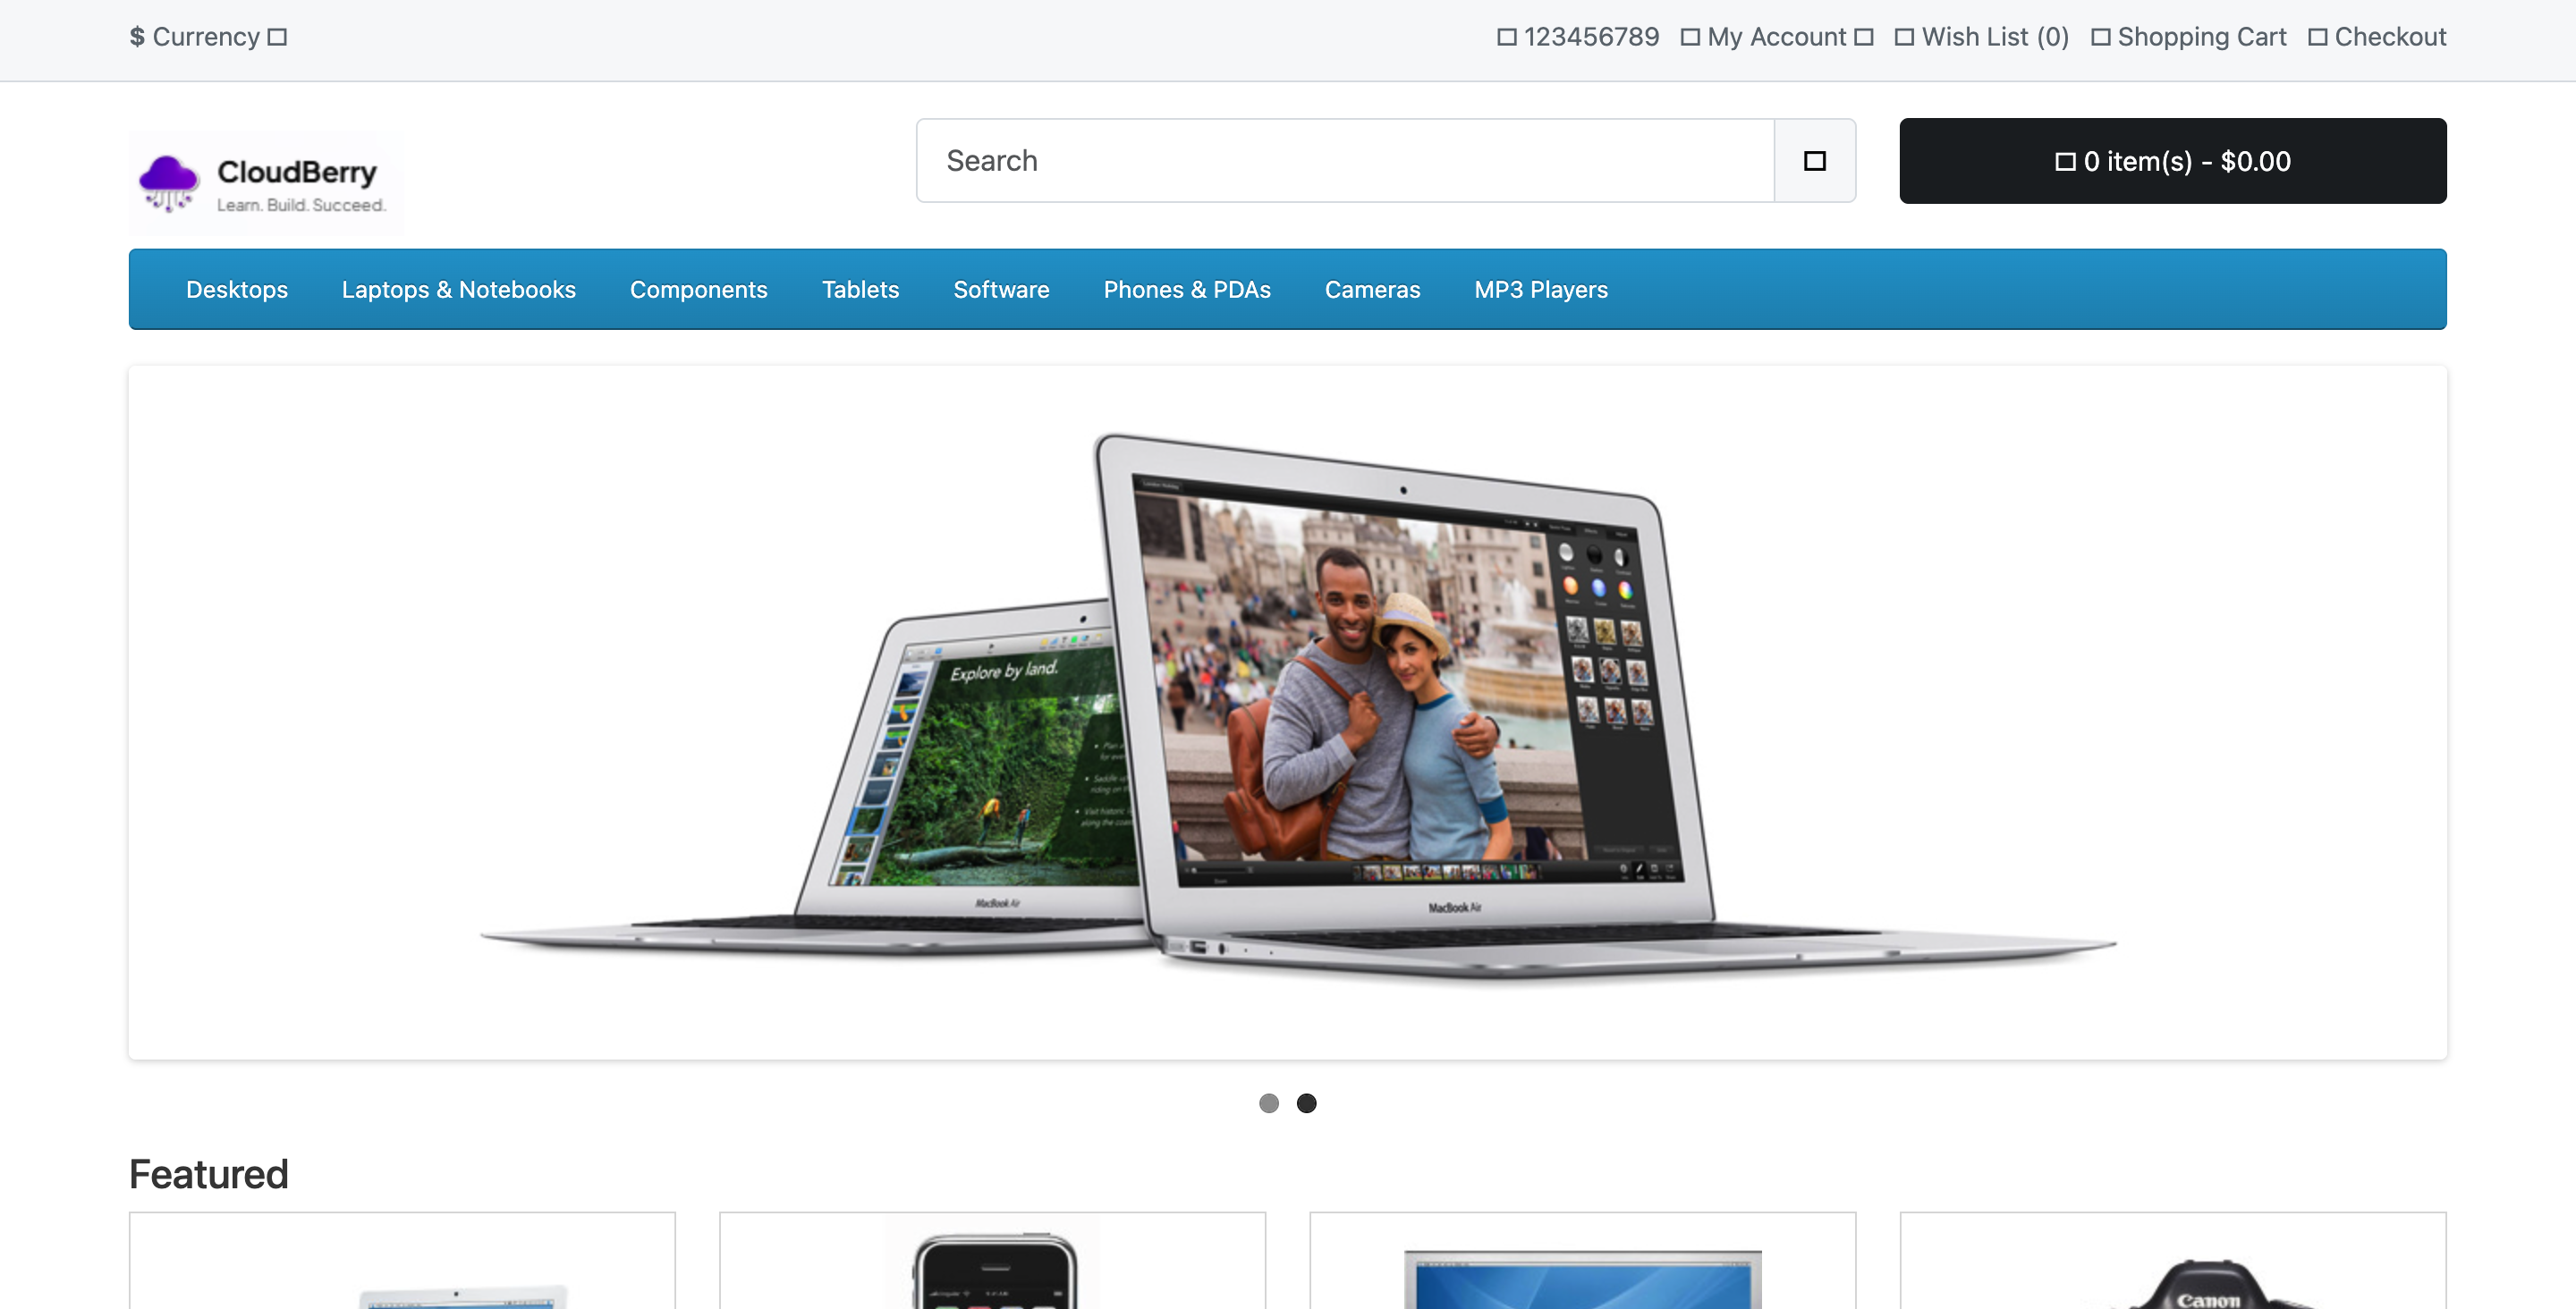 $ Currency
123456789 My Account Wish List (0) Shopping Cart Checkout
CloudBerry
Learn. Build. Succeed.
Search
0 item(s) - $0.00
Desktops Laptops & Notebooks Components Tablets Software Phones & PDAs Cameras MP3 Players
Explore by land.
MacBook Air
MacBook Air
Featured
Canon